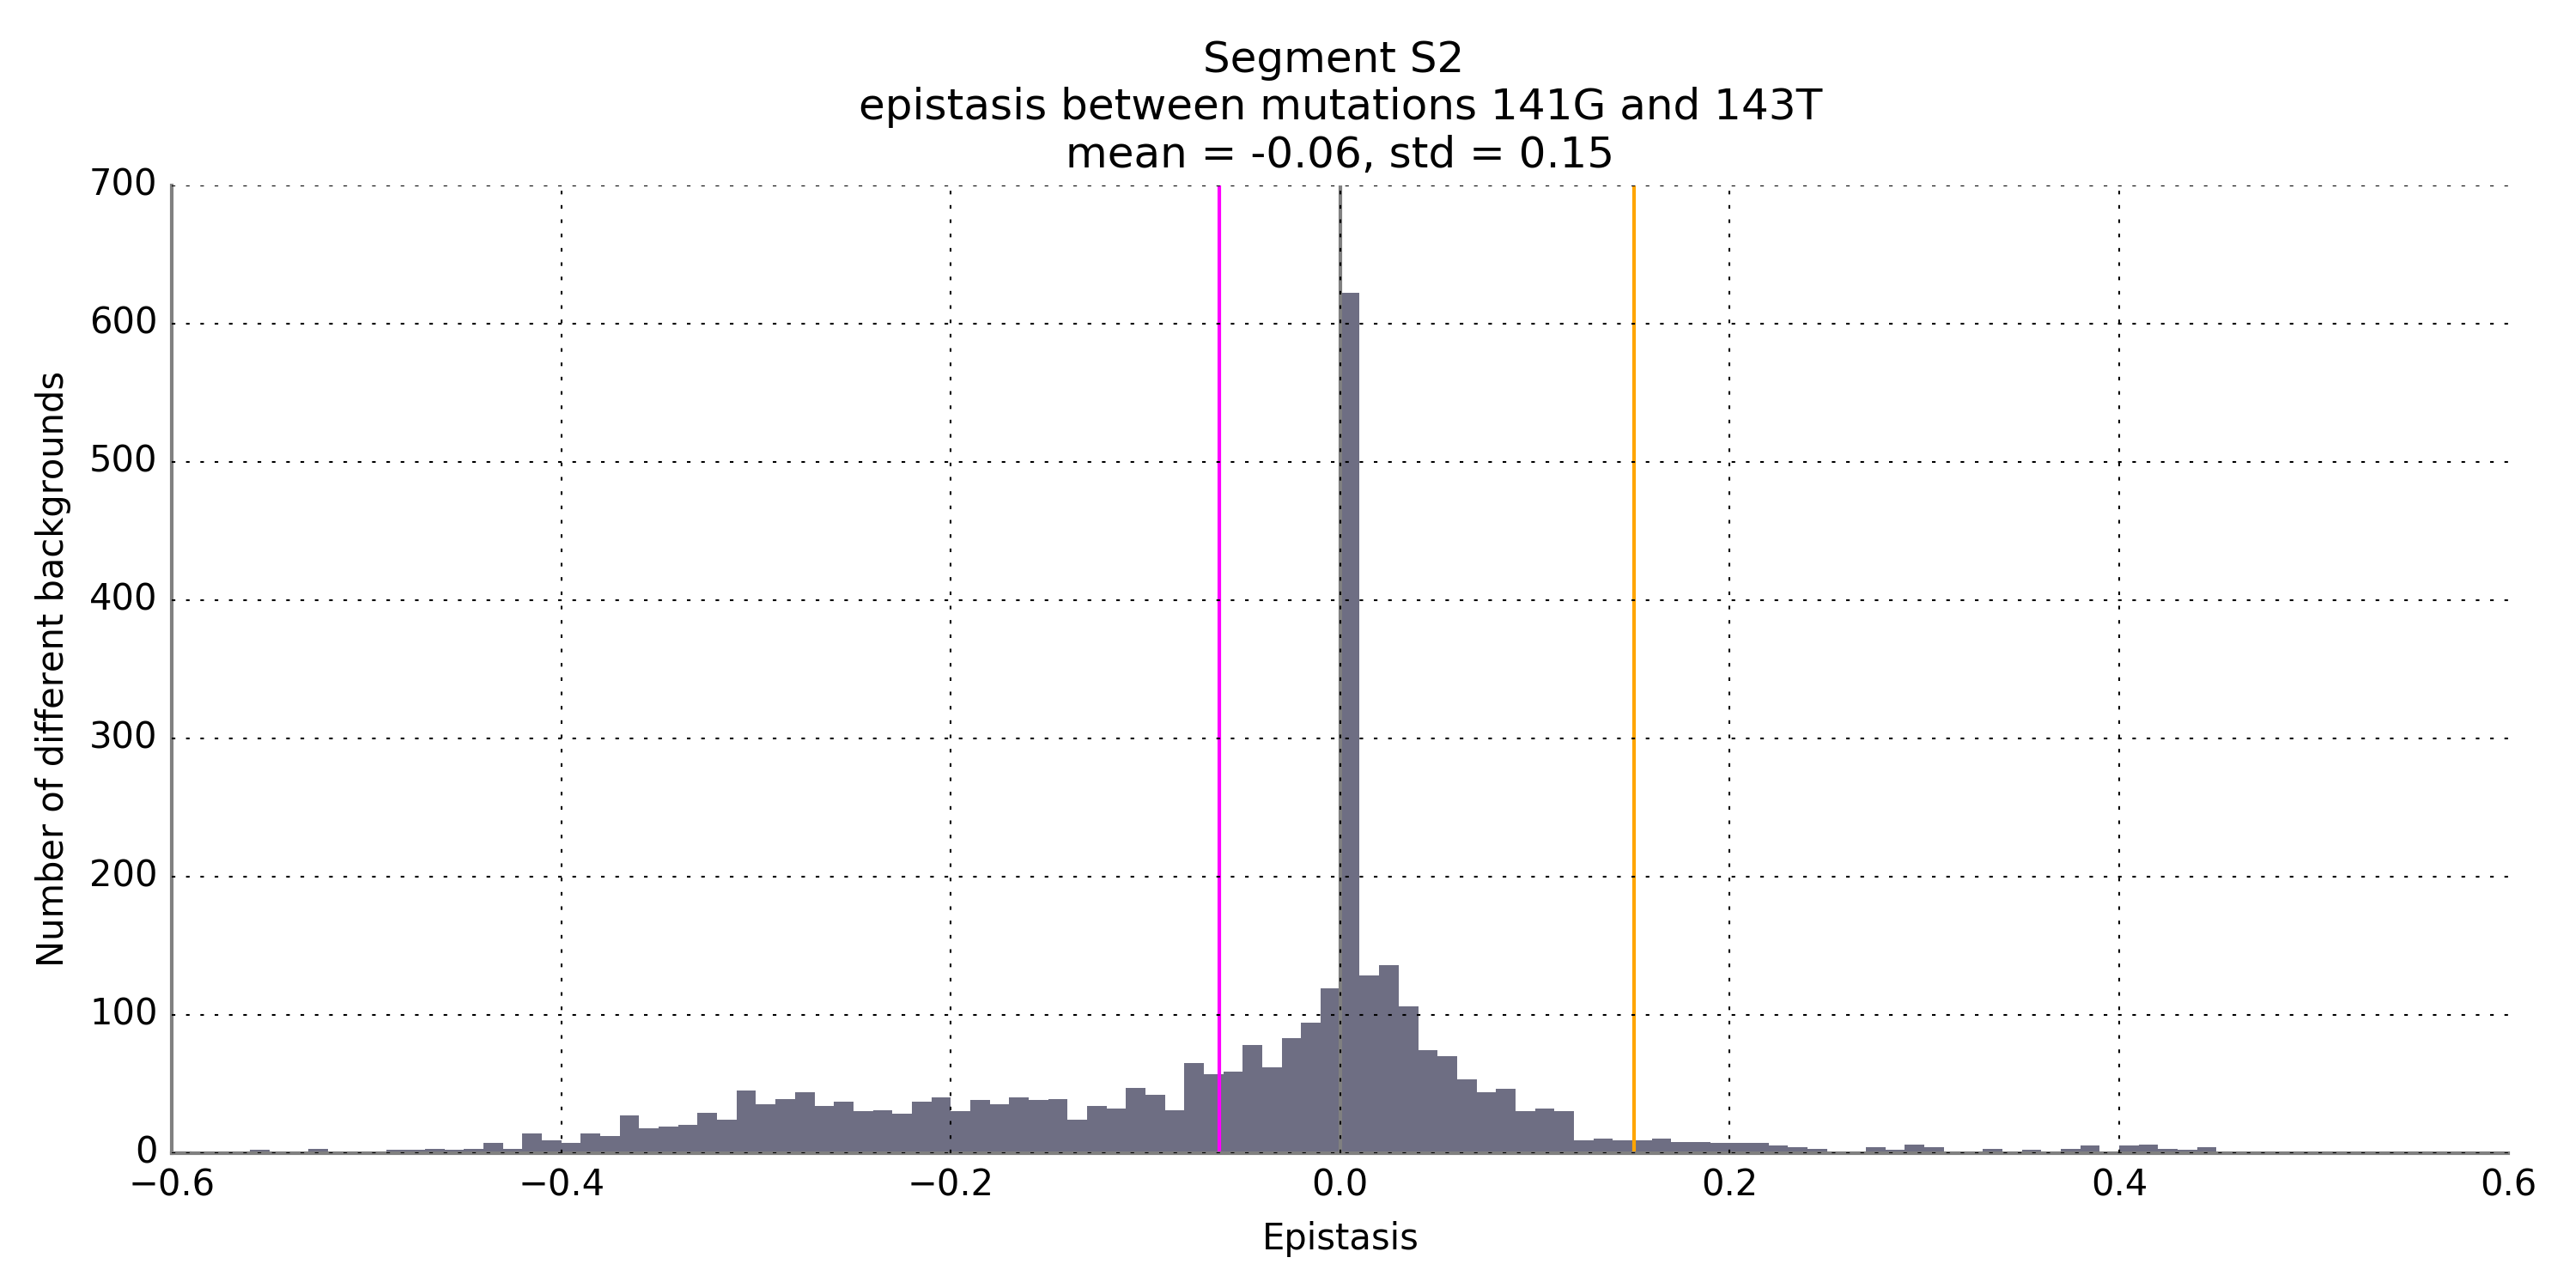 Segment S2
epistasis between mutations 141G and 143T
mean = -0.06, std = 0.15
700
600
500
400
300
200
100
0
Number of different backgrounds
−0.6 −0.4 −0.2 0.0 0.2 0.4 0.6
Epistasis